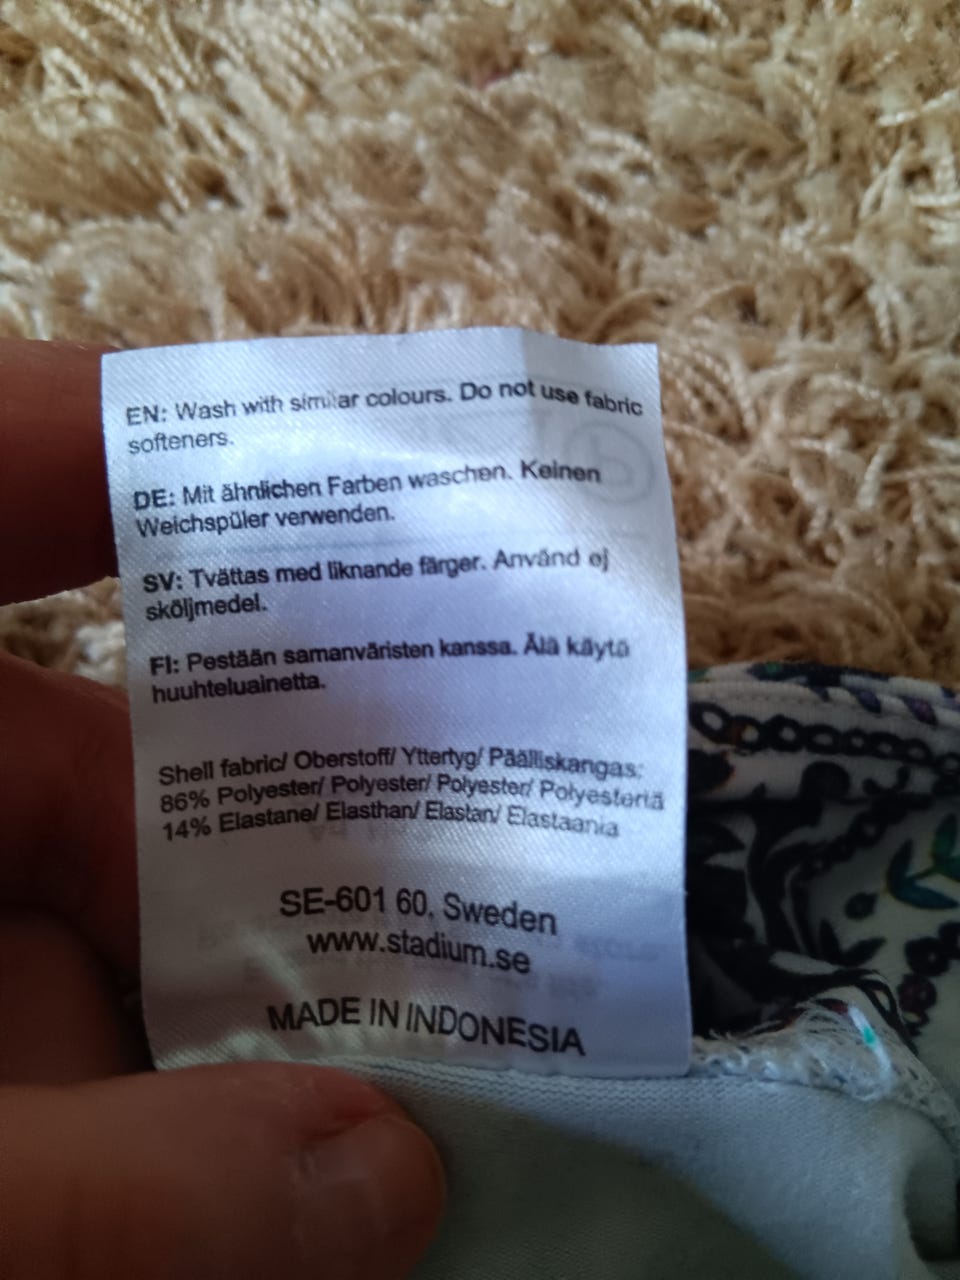 EN: Wash with similar colours. Do not use fabric
softeners.
DE: Mit ähnlichen Farben waschen. Keinen
Weichspüler verwenden.
SV: Tvättas med liknande färger. Använd ej
sköljmedel.
FI: Pestään samanväristen kanssa. Älä käytä
huuhteluainetta.
Shell fabric/ Oberstoff/ Yttertyg/ Päälliskangas:
86% Polyester/ Polyester/ Polyester/ Polyesteriä
14% Elastane/ Elasthan/ Elastan/ Elastaania
SE-601 60, Sweden
www.stadium.se
MADE IN INDONESIA